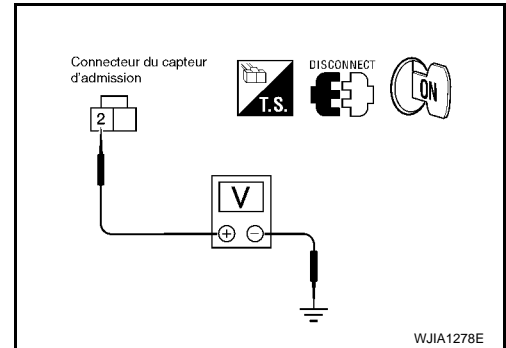 Connecteur du capteur
d'admission
DISCONNECT
T.S.
ON
2
V
+ −
WJIA1278E